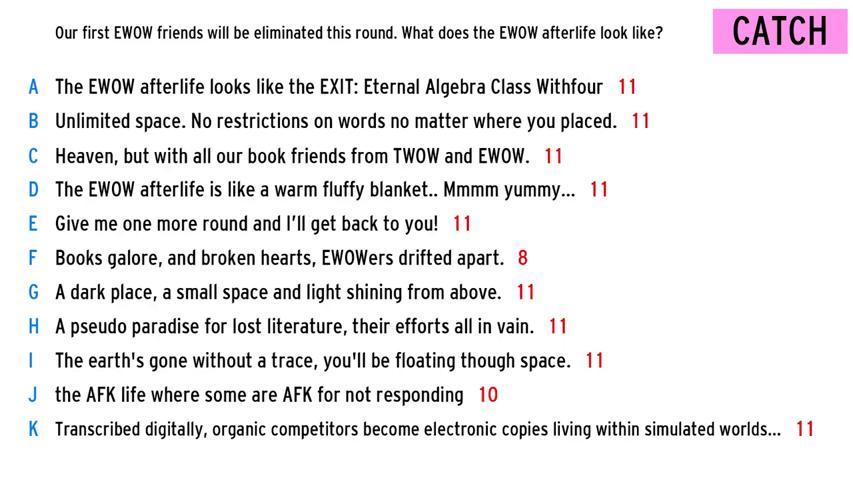 Our first EWOW friends will be eliminated this round. What does the EWOW afterlife look like?
CATCH
A The EWOW afterlife looks like the EXIT: Eternal Algebra Class Withfour 11
B Unlimited space. No restrictions on words no matter where you placed. 11
C Heaven, but with all our book friends from TWOW and EWOW. 11
D The EWOW afterlife is like a warm fluffy blanket.. Mmmm yummy... 11
E Give me one more round and I'll get back to you! 11
F Books galore, and broken hearts, EWOWers drifted apart. 8
G A dark place, a small space and light shining from above. 11
H A pseudo paradise for lost literature, their efforts all in vain. 11
I The earth's gone without a trace, you'll be floating though space. 11
J the AFK life where some are AFK for not responding 10
K Transcribed digitally, organic competitors become electronic copies living within simulated worlds... 11